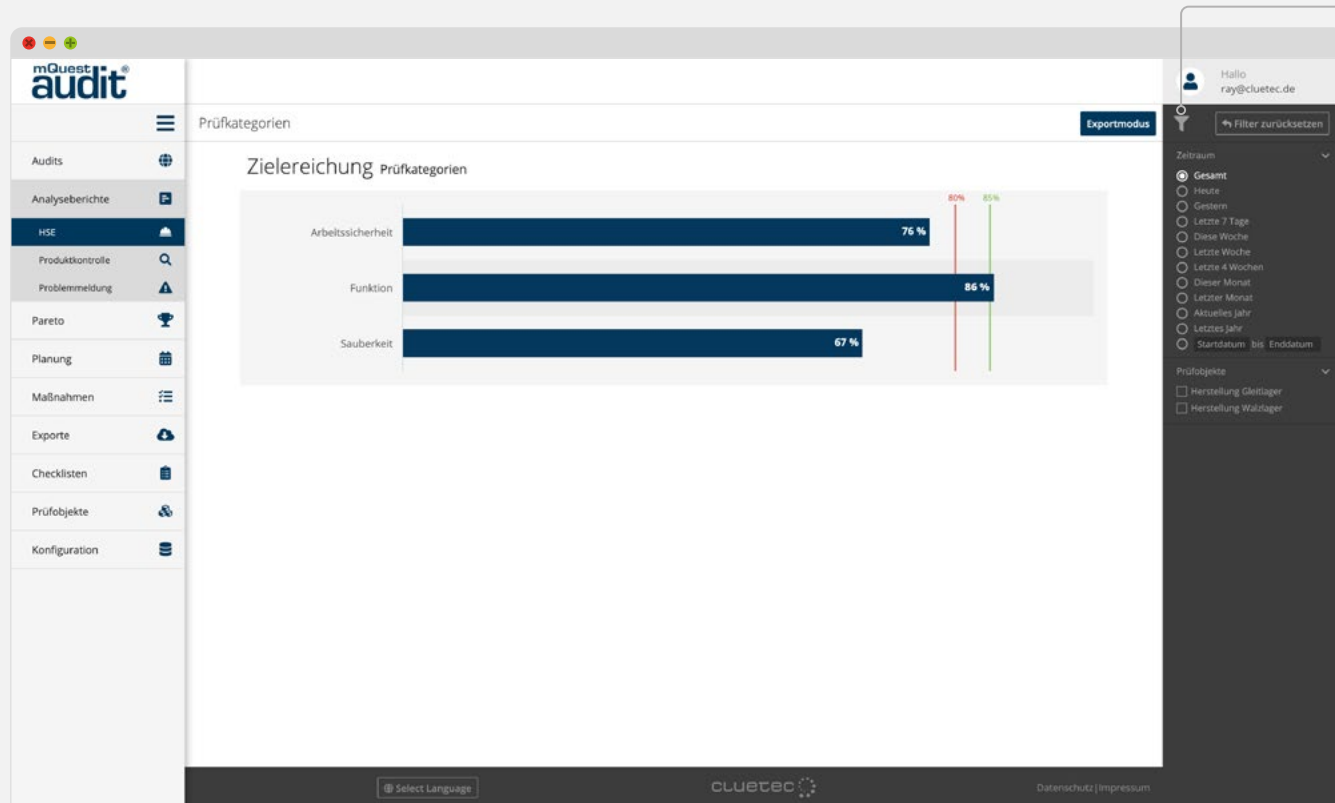 mQuest
audit®
Hallo
ray@cluetec.de
Prüfkategorien
Exportmodus
Filter zurücksetzen
Audits
Analyseberichte
HSE
Produktkontrolle
Problemmeldung
Pareto
Planung
Maßnahmen
Exporte
Checklisten
Prüfobjekte
Konfiguration
Zielereichung Prüfkategorien
80% 85%
Arbeitssicherheit 76 %
Funktion 86 %
Sauberkeit 67 %
Zeitraum
Gesamt
Heute
Gestern
Letzte 7 Tage
Diese Woche
Letzte Woche
Letzte 4 Wochen
Dieser Monat
Letzter Monat
Aktuelles Jahr
Letztes Jahr
Startdatum bis Enddatum
Prüfobjekte
Herstellung Gleitlager
Herstellung Walzlager
Select Language
cluetec
Datenschutz|Impressum